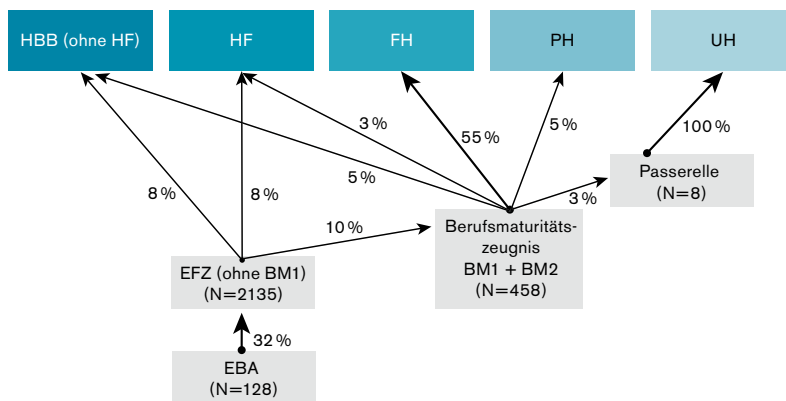 HBB (ohne HF)
HF
FH
PH
UH
3 %
55 %
5 %
100 %
8 %
8 %
5 %
3 %
Passerelle
(N=8)
10 %
Berufsmaturitäts-
zeugnis
BM1 + BM2
(N=458)
EFZ (ohne BM1)
(N=2135)
32 %
EBA
(N=128)